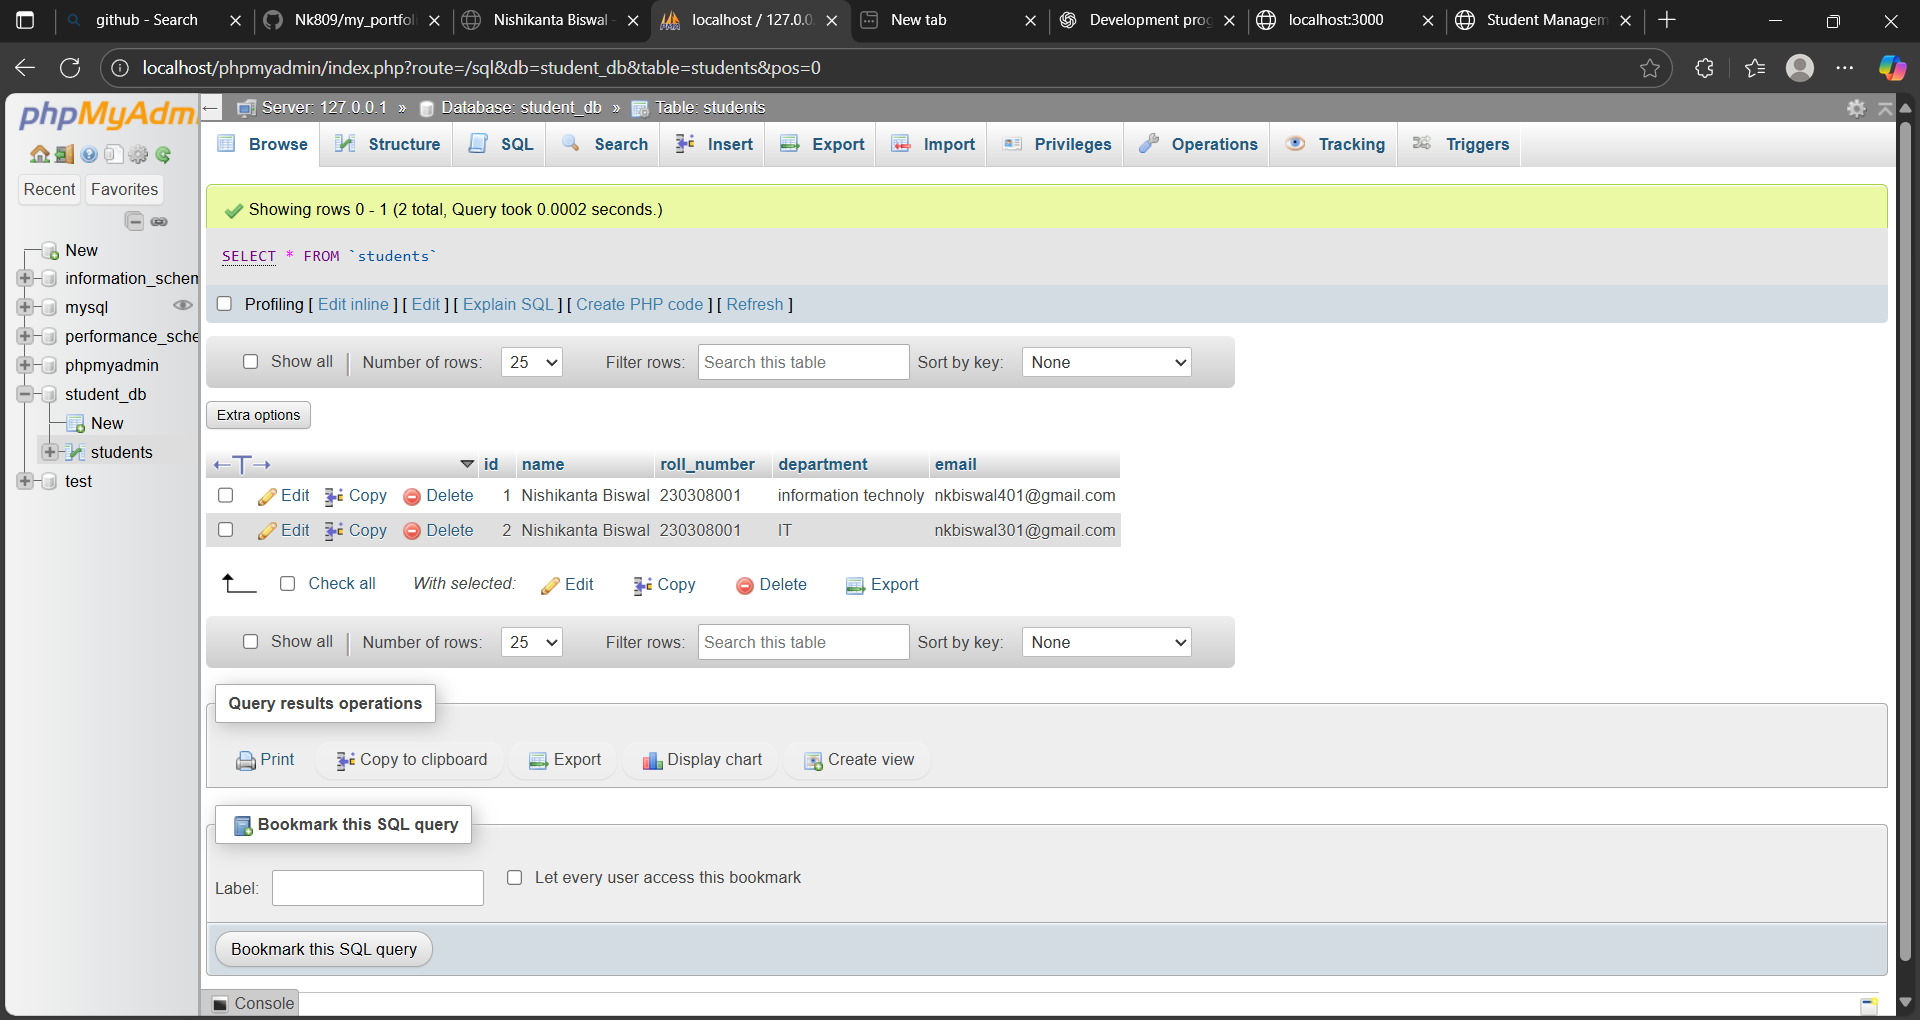 github - Search
Nk809/my_portfoli
Nishikanta Biswal
localhost / 127.0.0.
New tab
Development prog
localhost:3000
Student Managem
localhost/phpmyadmin/index.php?route=/sql&db=student_db&table=students&pos=0
phpMyAdm
Recent Favorites
New
information_schem
mysql
performance_sche
phpmyadmin
student_db
New
students
test
Server: 127.0.0.1 » Database: student_db » Table: students
Browse Structure SQL Search Insert Export Import Privileges Operations Tracking Triggers
Showing rows 0 - 1 (2 total, Query took 0.0002 seconds.)
SELECT * FROM `students`
Profiling [ Edit inline ] [ Edit ] [ Explain SQL ] [ Create PHP code ] [ Refresh ]
Show all Number of rows: 25 Filter rows: Search this table Sort by key: None
Extra options
id name roll_number department email
Edit Copy Delete 1 Nishikanta Biswal 230308001 information technoly nkbiswal401@gmail.com
Edit Copy Delete 2 Nishikanta Biswal 230308001 IT nkbiswal301@gmail.com
Check all With selected: Edit Copy Delete Export
Show all Number of rows: 25 Filter rows: Search this table Sort by key: None
Query results operations
Print Copy to clipboard Export Display chart Create view
Bookmark this SQL query
Label: Let every user access this bookmark
Bookmark this SQL query
Console